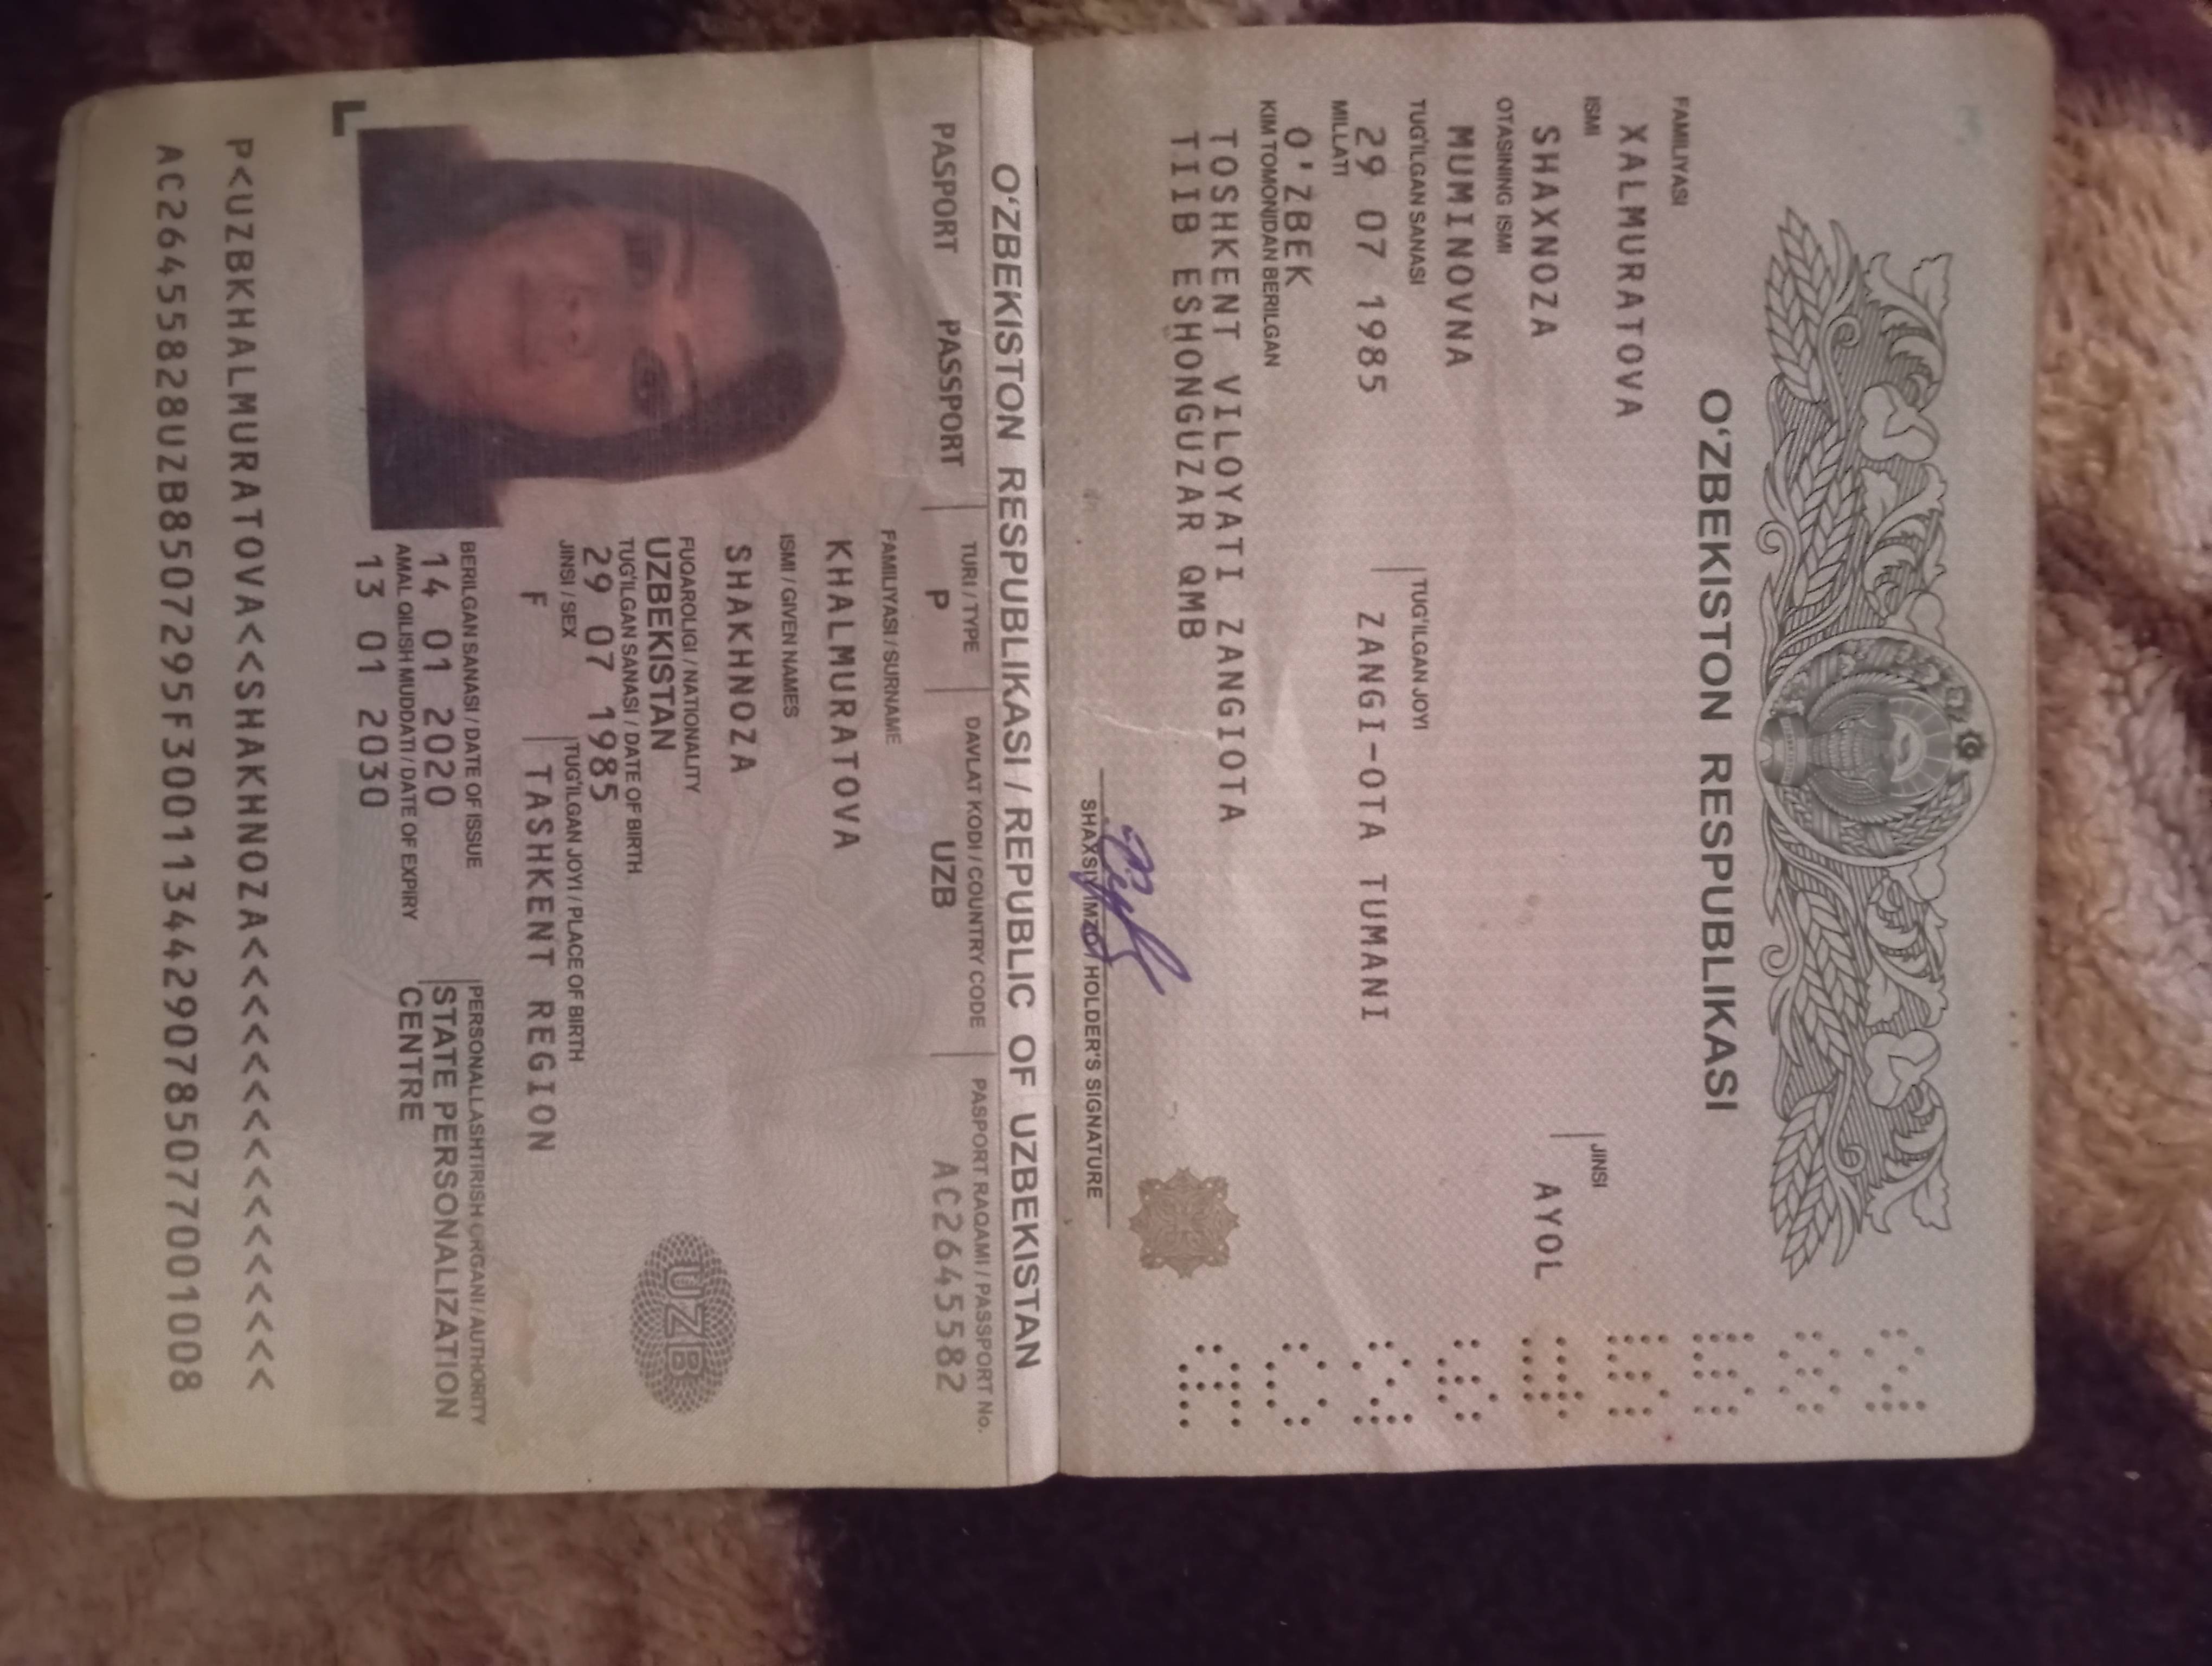 O'ZBEKISTON RESPUBLIKASI
FAMILIYASI
XALMURATOVA
ISMI
SHAXNOZA
JINSI
AYOL
OTASINING ISMI
MUMINOVNA
TUG'ILGAN SANASI
29 07 1985
TUG'ILGAN JOYI
ZANGI-OTA TUMANI
MILLATI
O'ZBEK
KIM TOMONIDAN BERILGAN
TOSHKENT VILOYATI ZANGIOTA
TIIB ESHONGUZAR QMB
SHAXSIY IMZO / HOLDER'S SIGNATURE
AC2645582
O'ZBEKISTON RESPUBLIKASI / REPUBLIC OF UZBEKISTAN
PASPORT PASSPORT
TURI / TYPE
P
DAVLAT KODI / COUNTRY CODE
UZB
PASPORT RAQAMI / PASSPORT No.
AC2645582
FAMILIYASI / SURNAME
KHALMURATOVA
ISMI / GIVEN NAMES
SHAKHNOZA
FUQAROLIGI / NATIONALITY
UZBEKISTAN
UZB
TUG'ILGAN SANASI / DATE OF BIRTH
29 07 1985
JINSI / SEX
F
TUG'ILGAN JOYI / PLACE OF BIRTH
TASHKENT REGION
BERILGAN SANASI / DATE OF ISSUE
14 01 2020
PERSONALLASHTIRISH ORGANI / AUTHORITY
STATE PERSONALIZATION
CENTRE
AMAL QILISH MUDDATI / DATE OF EXPIRY
13 01 2030
P<UZBKHALMURATOVA<<SHAKHNOZA<<<<<<<<<<<<<<<<
AC26455828UZB8507295F30011344290785077001008